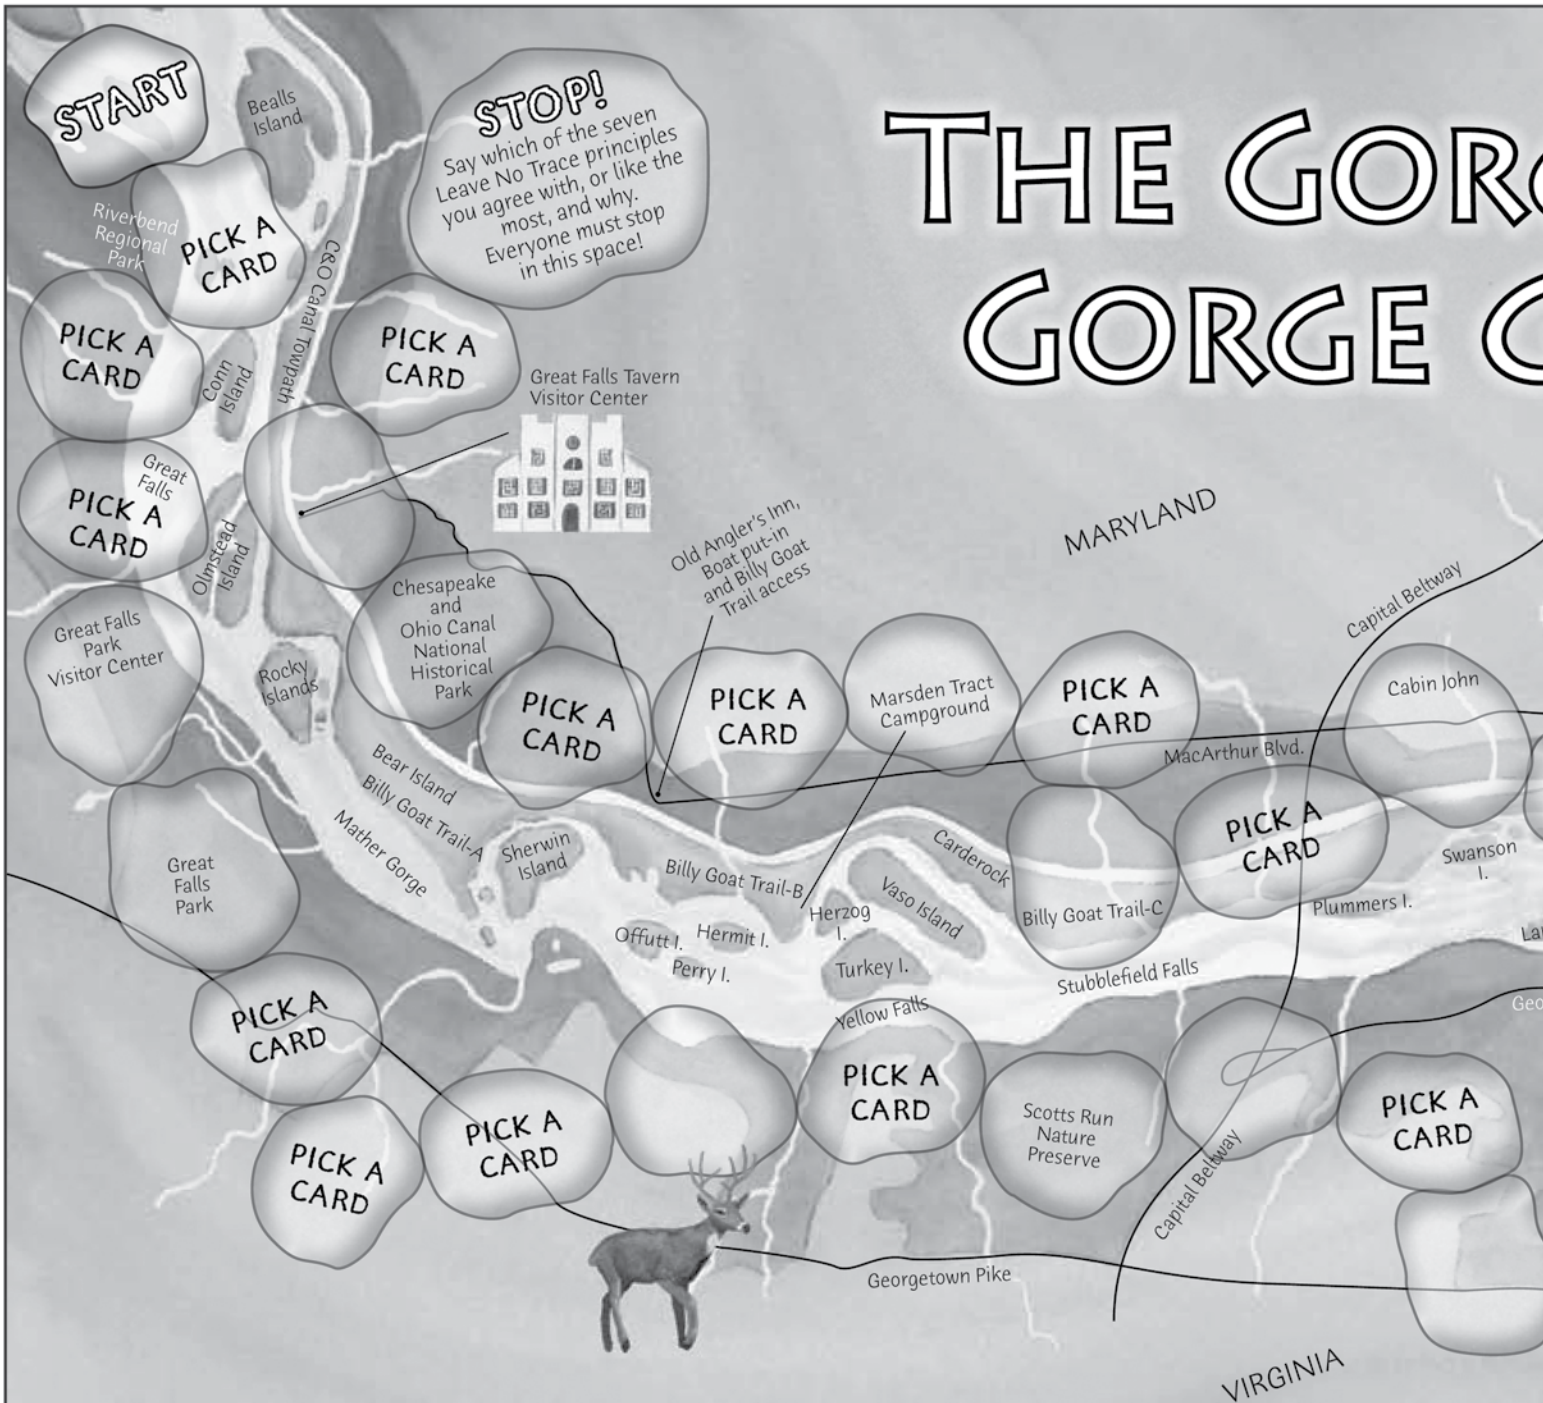 START
Bealls
Island
STOP!
Say which of the seven
Leave No Trace principles
you agree with, or like the
most, and why.
Everyone must stop
in this space!
THE
GORGE
Riverbend
Regional
Park
PICK A
CARD
C&O Canal Towpath
PICK A
CARD
Conn
Island
PICK A
CARD
Great Falls Tavern
Visitor Center
Great
Falls
PICK A
CARD
Olmstead
Island
MARYLAND
Old Angler's Inn,
Boat put-in
and Billy Goat
Trail access
Capital Beltway
Chesapeake
and
Ohio Canal
National
Historical
Park
Great Falls
Park
Visitor Center
Rocky
Islands
PICK A
CARD
PICK A
CARD
Marsden Tract
Campground
PICK A
CARD
Cabin John
MacArthur Blvd.
Bear Island
Billy Goat Trail-A
Mather Gorge
Sherwin
Island
Billy Goat Trail-B
Carderock
PICK A
CARD
Swanson
I.
Great
Falls
Park
Offutt I.
Hermit I.
Perry I.
Herzog
I.
Vaso Island
Turkey I.
Billy Goat Trail-C
Plummers I.
Stubblefield Falls
Yellow Falls
PICK A
CARD
PICK A
CARD
PICK A
CARD
PICK A
CARD
Scotts Run
Nature
Preserve
PICK A
CARD
Capital Beltway
Georgetown Pike
VIRGINIA